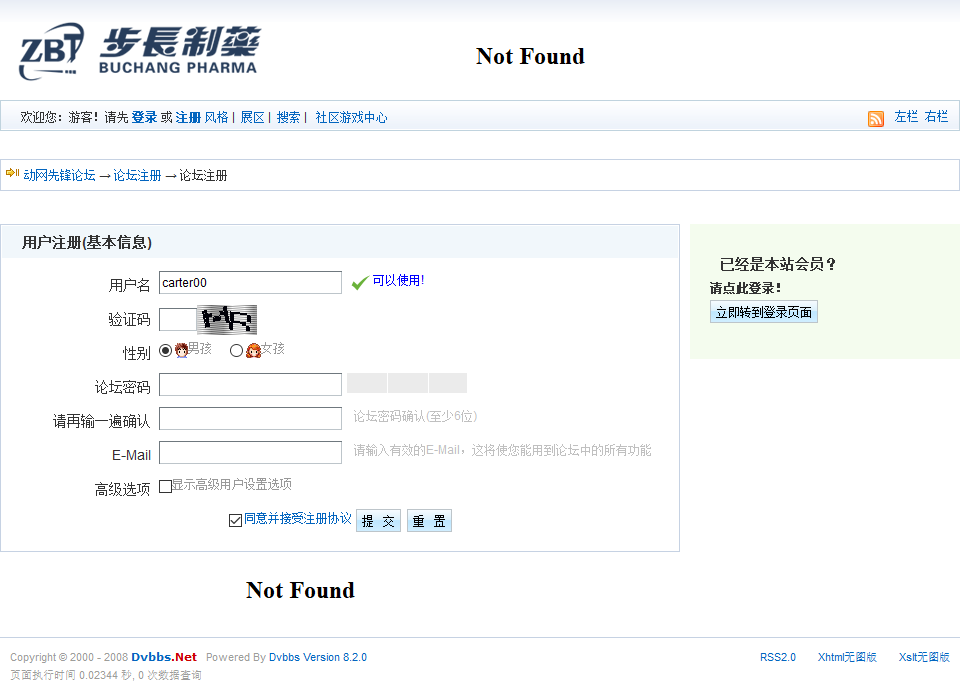 ZBT 步長制藥
BUCHANG PHARMA
Not Found
欢迎您：游客！请先 登录 或 注册 风格 | 展区 | 搜索 | 社区游戏中心
左栏 右栏
动网先锋论坛 → 论坛注册 → 论坛注册
用户注册(基本信息)
用户名 carter00 可以使用!
验证码
性别 男孩 女孩
论坛密码
请再输一遍确认 论坛密码确认(至少6位)
E-Mail 请输入有效的E-Mail，这将使您能用到论坛中的所有功能
高级选项 显示高级用户设置选项
同意并接受注册协议 提 交 重 置
已经是本站会员？
请点此登录！
立即转到登录页面
Not Found
Copyright © 2000 - 2008 Dvbbs.Net Powered By Dvbbs Version 8.2.0
RSS2.0 Xhtml无图版 Xslt无图版
页面执行时间 0.02344 秒, 0 次数据查询